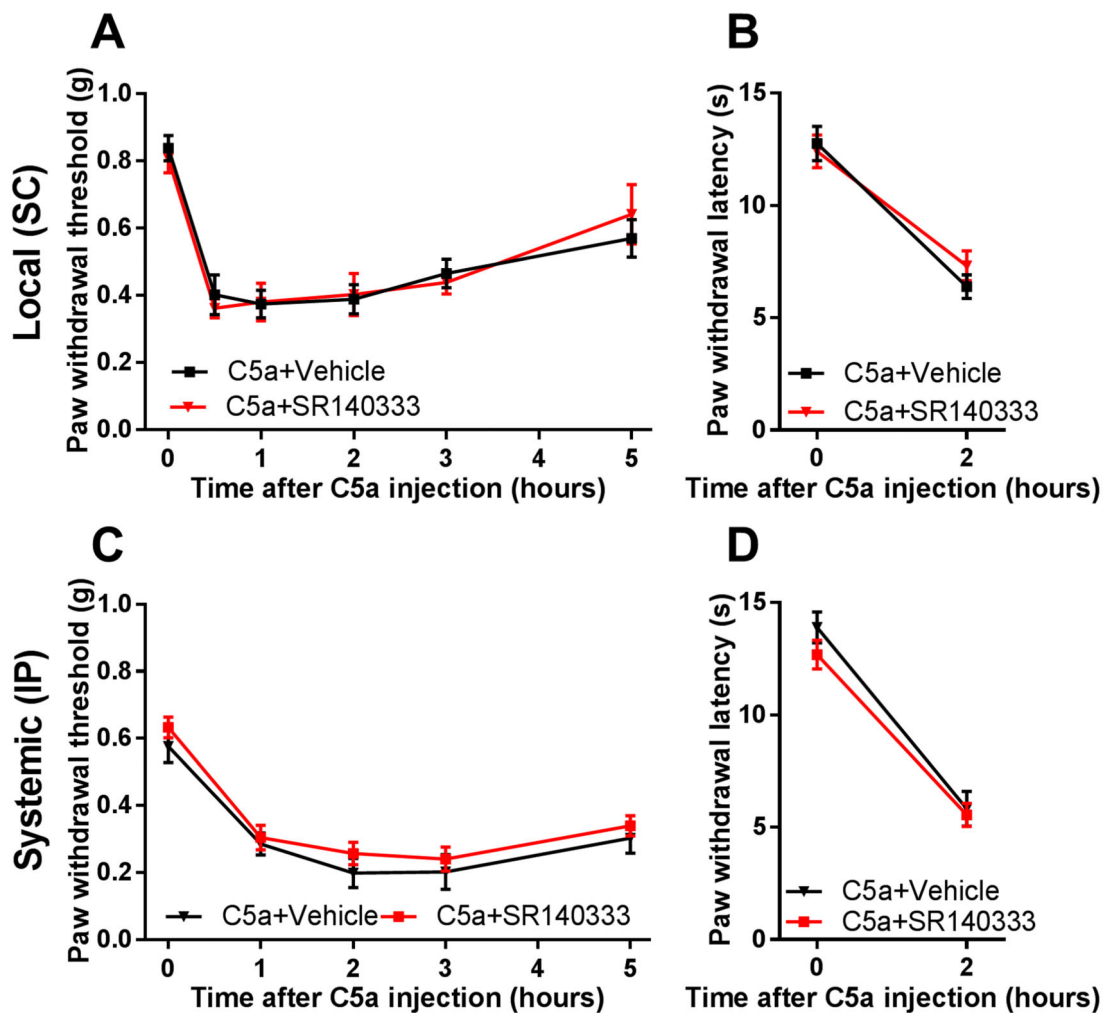 A
B
Local (SC)
Paw withdrawal threshold (g)
1.0
0.8
0.6
0.4
0.2
0.0
C5a+Vehicle
C5a+SR140333
0 1 2 3 4 5
Time after C5a injection (hours)
Paw withdrawal latency (s)
15
10
5
0
C5a+Vehicle
C5a+SR140333
0 2
Time after C5a injection (hours)
C
D
Systemic (IP)
Paw withdrawal threshold (g)
1.0
0.8
0.6
0.4
0.2
0.0
C5a+Vehicle C5a+SR140333
0 1 2 3 4 5
Time after C5a injection (hours)
Paw withdrawal latency (s)
15
10
5
0
C5a+Vehicle
C5a+SR140333
0 2
Time after C5a injection (hours)